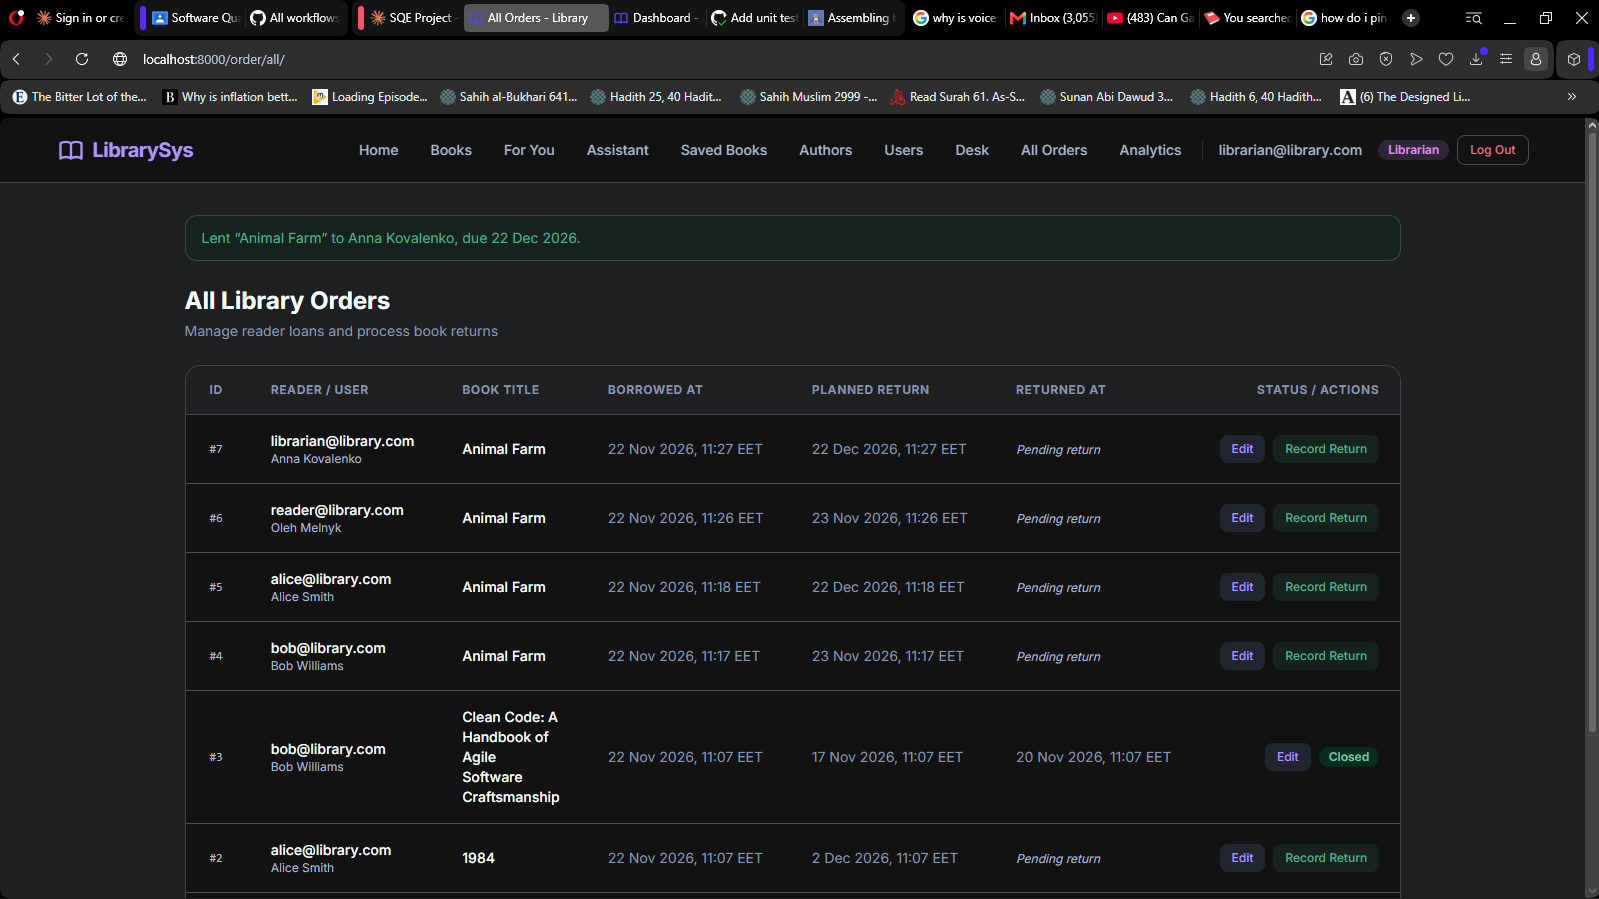 Sign in or cre
Software Qua
All workflows
SQE Project -
All Orders - Library
Dashboard -
Add unit test
Assembling t
why is voice
Inbox (3,055)
(483) Can Ga
You searched
how do i pin
localhost:8000/order/all/
The Bitter Lot of the...
Why is inflation bett...
Loading Episode...
Sahih al-Bukhari 641...
Hadith 25, 40 Hadit...
Sahih Muslim 2999 -...
Read Surah 61. As-S...
Sunan Abi Dawud 3...
Hadith 6, 40 Hadith...
(6) The Designed Li...
LibrarySys
Home
Books
For You
Assistant
Saved Books
Authors
Users
Desk
All Orders
Analytics
librarian@library.com
Librarian
Log Out
Lent “Animal Farm” to Anna Kovalenko, due 22 Dec 2026.
All Library Orders
Manage reader loans and process book returns
ID READER / USER BOOK TITLE BORROWED AT PLANNED RETURN RETURNED AT STATUS / ACTIONS
#7 librarian@library.com Animal Farm 22 Nov 2026, 11:27 EET 22 Dec 2026, 11:27 EET Pending return Edit Record Return
Anna Kovalenko
#6 reader@library.com Animal Farm 22 Nov 2026, 11:26 EET 23 Nov 2026, 11:26 EET Pending return Edit Record Return
Oleh Melnyk
#5 alice@library.com Animal Farm 22 Nov 2026, 11:18 EET 22 Dec 2026, 11:18 EET Pending return Edit Record Return
Alice Smith
#4 bob@library.com Animal Farm 22 Nov 2026, 11:17 EET 23 Nov 2026, 11:17 EET Pending return Edit Record Return
Bob Williams
#3 bob@library.com
Bob Williams
Clean Code: A
Handbook of
Agile
Software
Craftsmanship
22 Nov 2026, 11:07 EET 17 Nov 2026, 11:07 EET 20 Nov 2026, 11:07 EET Edit Closed
#2 alice@library.com 1984 22 Nov 2026, 11:07 EET 2 Dec 2026, 11:07 EET Pending return Edit Record Return
Alice Smith